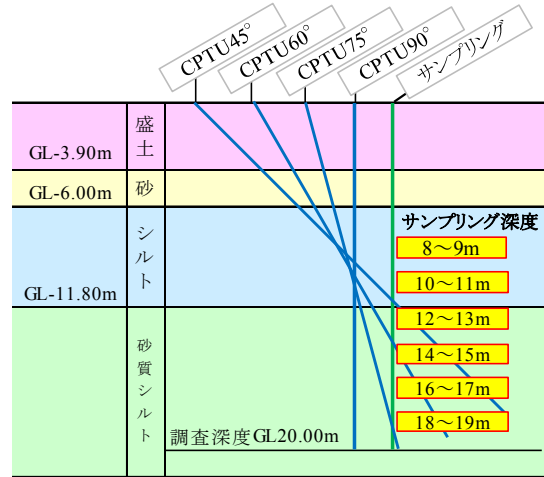 CPTU45°
CPTU60°
CPTU75°
CPTU90°
サンプリング
盛土
GL-3.90m
砂
GL-6.00m
シルト
サンプリング深度
8～9m
10～11m
GL-11.80m
12～13m
砂質シルト
14～15m
16～17m
18～19m
調査深度GL20.00m